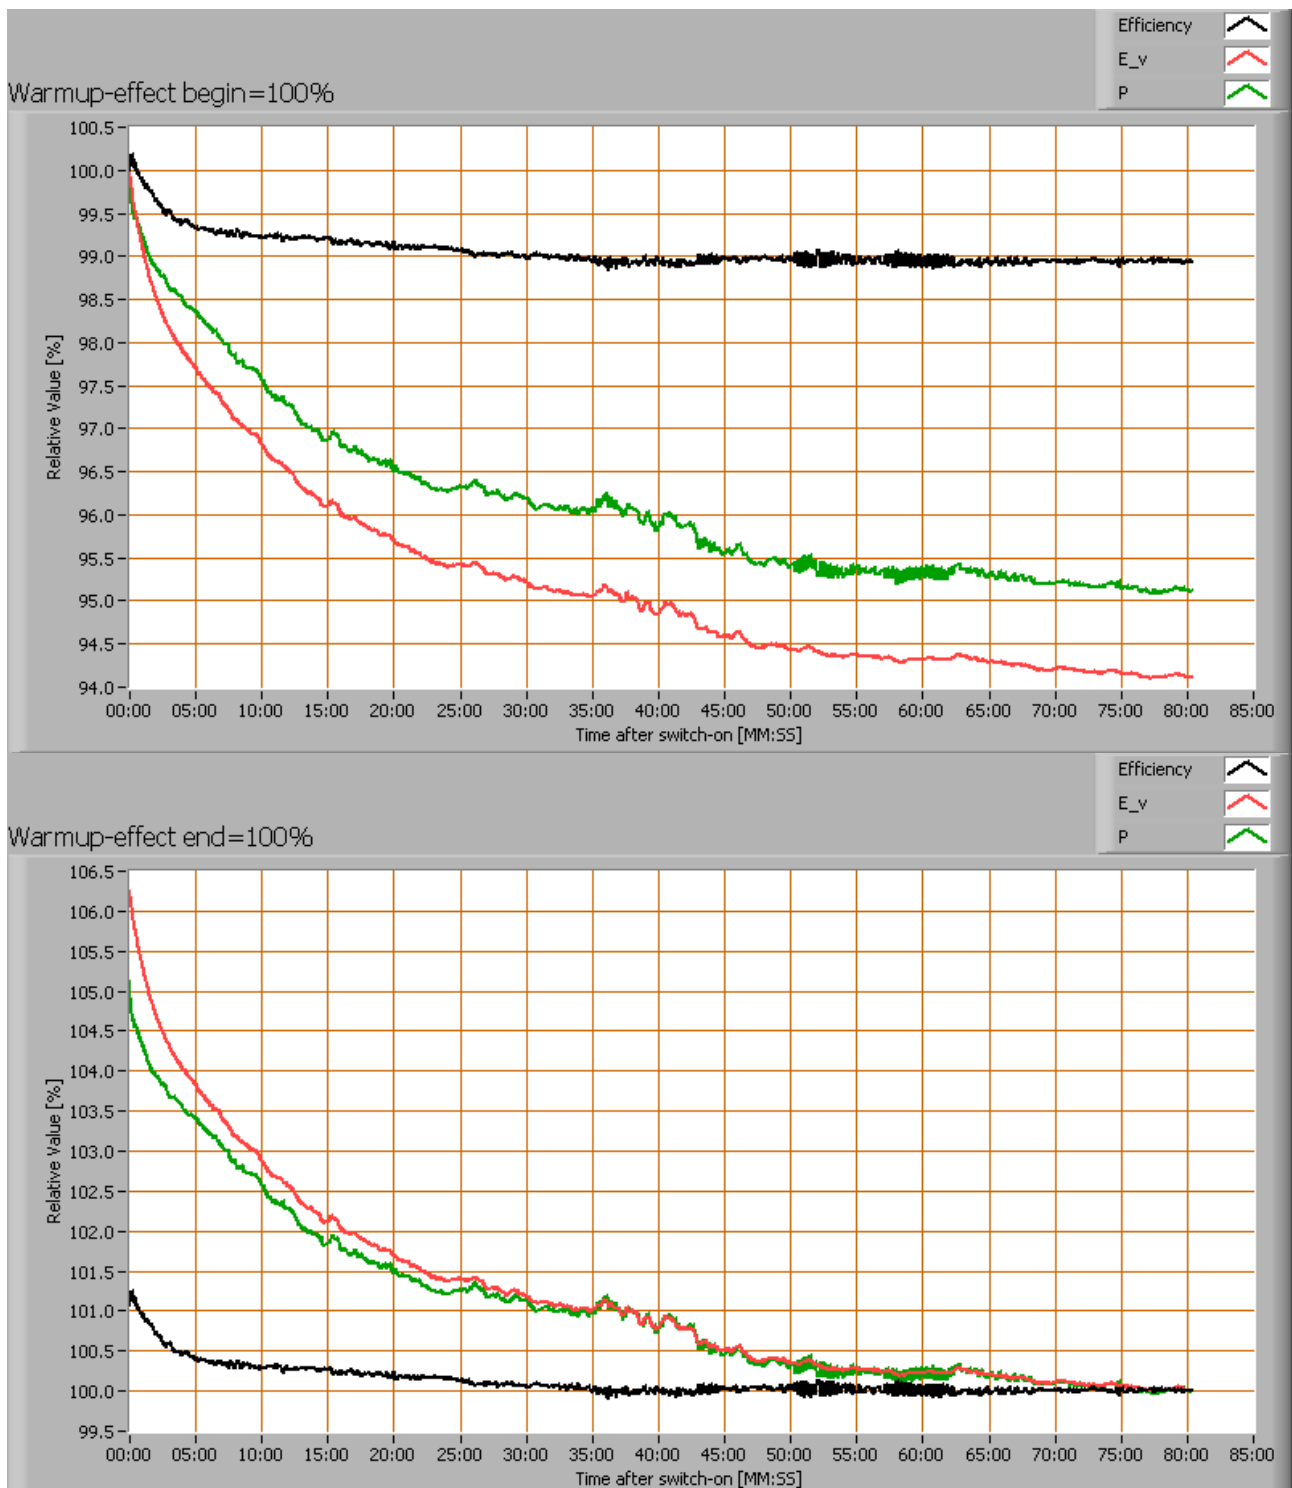 Efficiency
E_v
P
Warmup-effect begin=100%
100.5
100.0
99.5
99.0
98.5
98.0
97.5
97.0
96.5
96.0
95.5
95.0
94.5
94.0
Relative Value [%]
00:00 05:00 10:00 15:00 20:00 25:00 30:00 35:00 40:00 45:00 50:00 55:00 60:00 65:00 70:00 75:00 80:00 85:00
Time after switch-on [MM:SS]
Efficiency
E_v
P
Warmup-effect end=100%
106.5
106.0
105.5
105.0
104.5
104.0
103.5
103.0
102.5
102.0
101.5
101.0
100.5
100.0
99.5
Relative Value [%]
00:00 05:00 10:00 15:00 20:00 25:00 30:00 35:00 40:00 45:00 50:00 55:00 60:00 65:00 70:00 75:00 80:00 85:00
Time after switch-on [MM:SS]